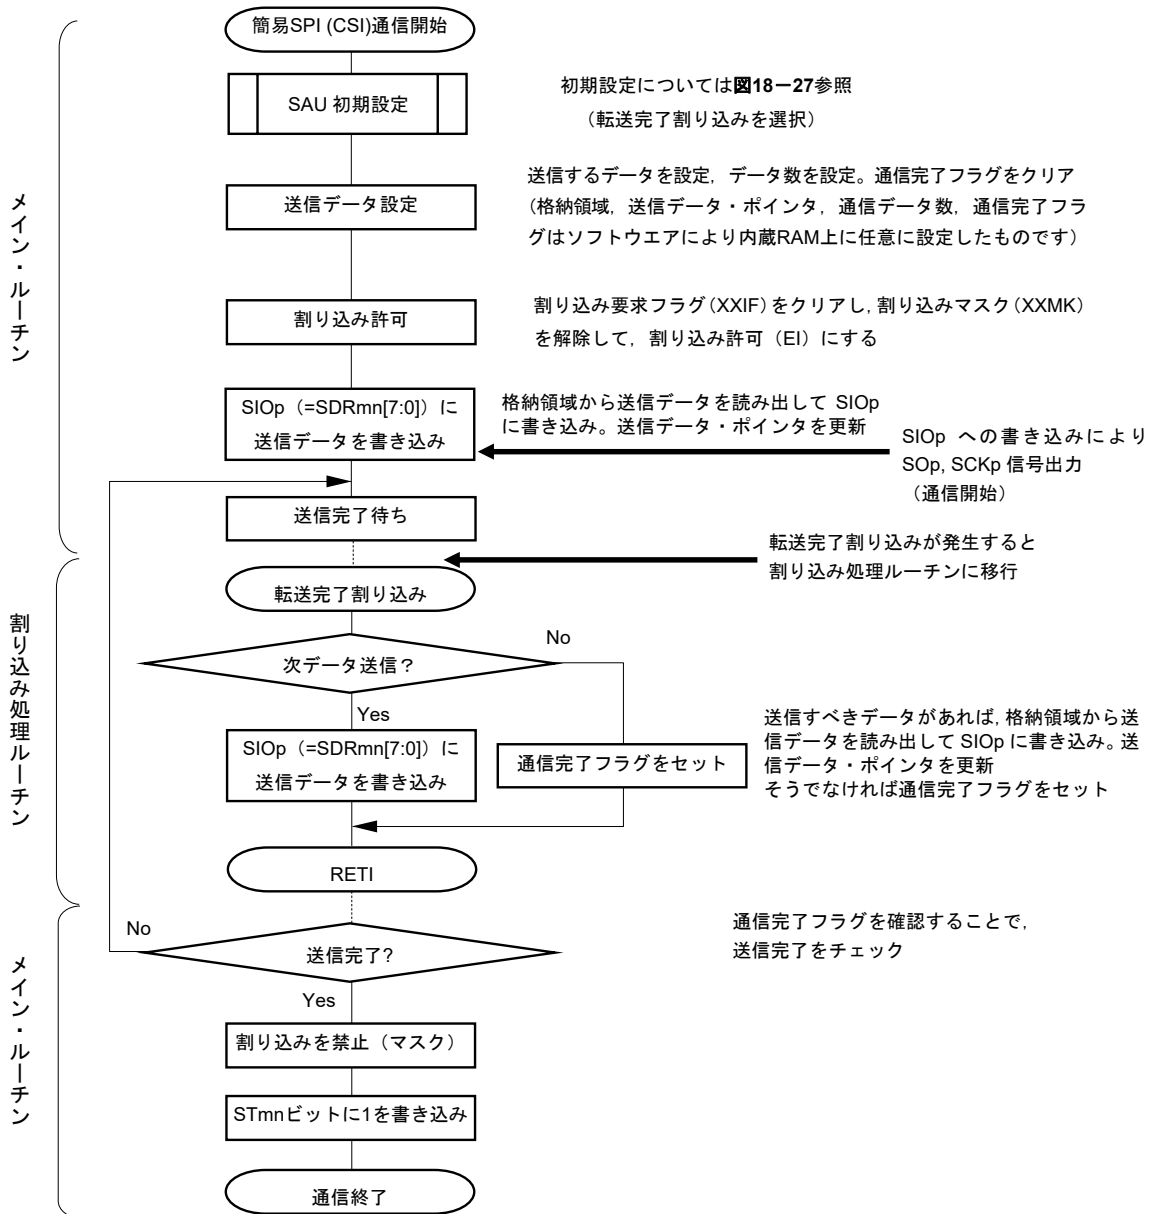 簡易SPI (CSI)通信開始
SAU 初期設定
初期設定については図18-27参照
(転送完了割り込みを選択)
メイン・ルーチン
送信データ設定
送信するデータを設定,データ数を設定。通信完了フラグをクリア
(格納領域,送信データ・ポインタ,通信データ数,通信完了フラ
グはソフトウエアにより内蔵RAM上に任意に設定したものです)
割り込み許可
割り込み要求フラグ(XXIF)をクリアし,割り込みマスク(XXMK)
を解除して,割り込み許可(EI)にする
SIOp(=SDRmn[7:0])に
送信データを書き込み
格納領域から送信データを読み出して SIOp
に書き込み。送信データ・ポインタを更新
SIOp への書き込みにより
SOp, SCKp 信号出力
(通信開始)
送信完了待ち
転送完了割り込みが発生すると
割り込み処理ルーチンに移行
割り込み処理ルーチン
転送完了割り込み
No
次データ送信?
Yes
SIOp(=SDRmn[7:0])に
送信データを書き込み
通信完了フラグをセット
送信すべきデータがあれば,格納領域から送
信データを読み出して SIOp に書き込み。送
信データ・ポインタを更新
そうでなければ通信完了フラグをセット
RETI
No
送信完了?
通信完了フラグを確認することで,
送信完了をチェック
メイン・ルーチン
Yes
割り込みを禁止(マスク)
STmnビットに1を書き込み
通信終了